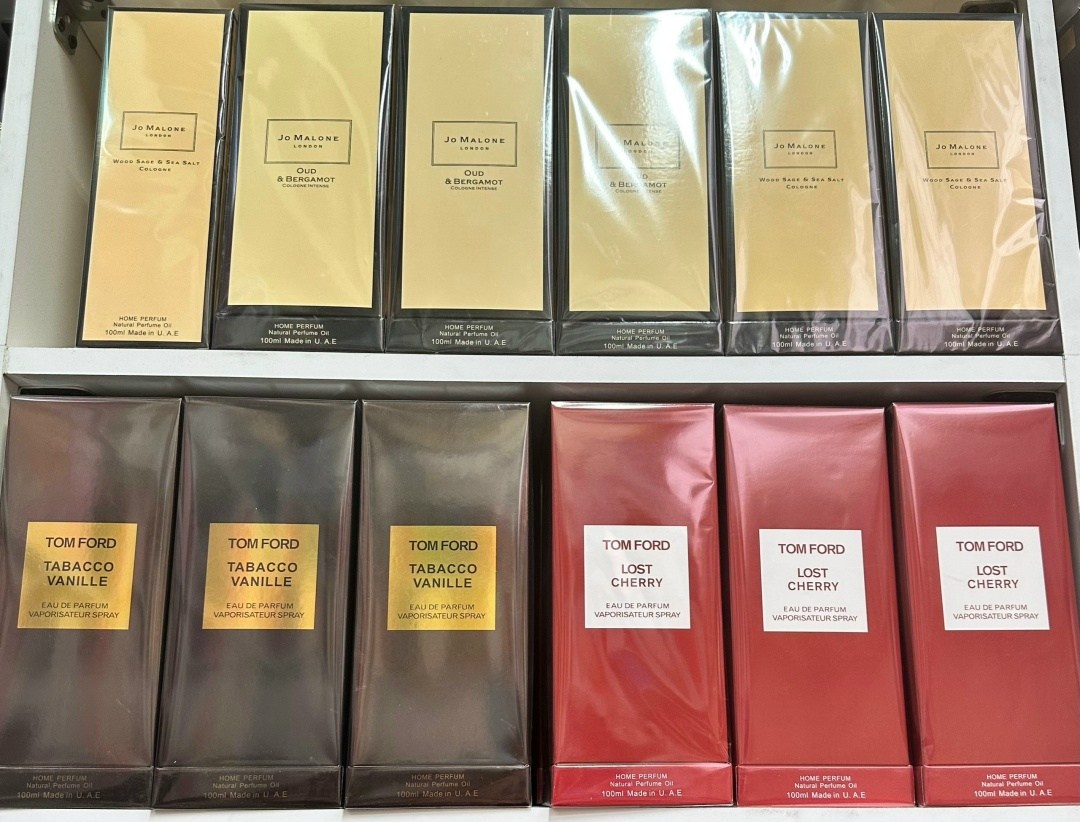 Jo MALONE
LONDON
WOOD SAGE & SEA SALT
COLOGNE
HOME PERFUM
Natural Perfume Oil
100ml Made in U. A.E
Jo MALONE
LONDON
OUD
& BERGAMOT
COLOGNE INTENSE
HOME PERFUM
Natural Perfume Oil
100ml Made in U. A.E
Jo MALONE
LONDON
OUD
& BERGAMOT
COLOGNE INTENSE
HOME PERFUM
Natural Perfume Oil
100ml Made in U. A.E
Jo MALONE
LONDON
OUD
& BERGAMOT
COLOGNE INTENSE
HOME PERFUM
Natural Perfume Oil
100ml Made in U. A.E
Jo MALONE
LONDON
WOOD SAGE & SEA SALT
COLOGNE
HOME PERFUM
Natural Perfume Oil
100ml Made in U. A.E
Jo MALONE
LONDON
WOOD SAGE & SEA SALT
COLOGNE
HOME PERFUM
Natural Perfume Oil
100ml Made in U. A.E
TOM FORD
TABACCO
VANILLE
EAU DE PARFUM
VAPORISATEUR SPRAY
HOME PERFUM
Natural Perfume Oil
100ml Made in U. A.E
TOM FORD
TABACCO
VANILLE
EAU DE PARFUM
VAPORISATEUR SPRAY
HOME PERFUM
Natural Perfume Oil
100ml Made in U. A.E
TOM FORD
TABACCO
VANILLE
EAU DE PARFUM
VAPORISATEUR SPRAY
HOME PERFUM
Natural Perfume Oil
100ml Made in U. A.E
TOM FORD
LOST
CHERRY
EAU DE PARFUM
VAPORISATEUR SPRAY
HOME PERFUM
Natural Perfume Oil
100ml Made in U. A.E
TOM FORD
LOST
CHERRY
EAU DE PARFUM
VAPORISATEUR SPRAY
HOME PERFUM
Natural Perfume Oil
100ml Made in U. A.E
TOM FORD
LOST
CHERRY
EAU DE PARFUM
VAPORISATEUR SPRAY
HOME PERFUM
Natural Perfume Oil
100ml Made in U. A.E